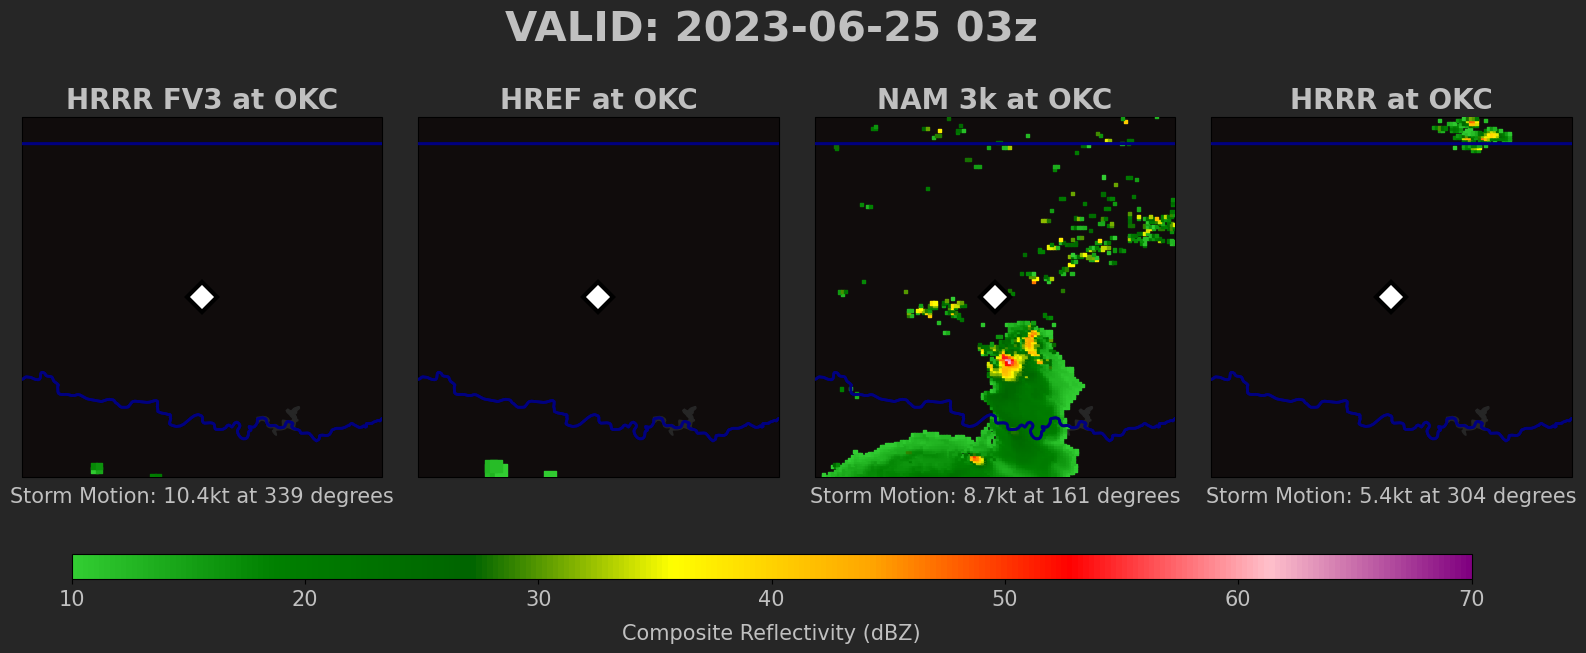 VALID: 2023-06-25 03z
HRRR FV3 at OKC
HREF at OKC
NAM 3k at OKC
HRRR at OKC
Storm Motion: 10.4kt at 339 degrees
Storm Motion: 8.7kt at 161 degrees
Storm Motion: 5.4kt at 304 degrees
10 20 30 40 50 60 70
Composite Reflectivity (dBZ)